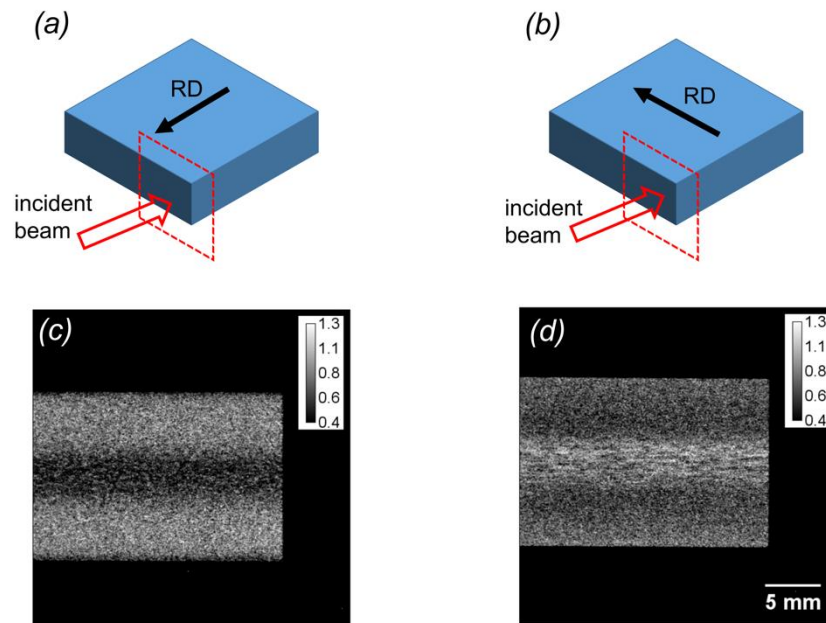 (a)
RD
incident
beam
(b)
RD
incident
beam
(c)
1.3
1.1
0.8
0.6
0.4
(d)
1.3
1.1
0.8
0.6
0.4
5 mm